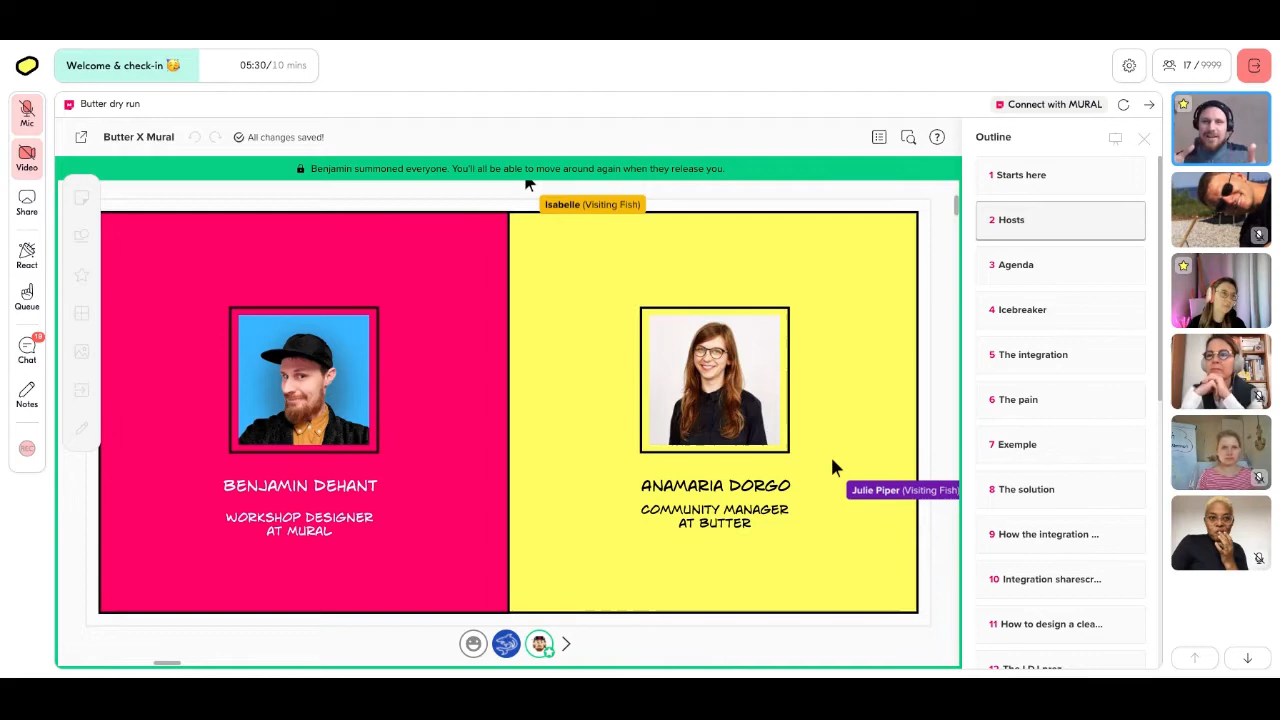 Welcome & check-in 🥳
05:30/10 mins
17 / 9999
Mic
Video
Share
React
Queue
Chat
19
Notes
REC
Butter dry run
Connect with MURAL
Butter X Mural
All changes saved!
?
Benjamin summoned everyone. You'll all be able to move around again when they release you.
Isabelle (Visiting Fish)
BENJAMIN DEHANT
WORKSHOP DESIGNER
AT MURAL
ANAMARIA DORGO
COMMUNITY MANAGER
AT BUTTER
Julie Piper (Visiting Fish)
Outline
1 Starts here
2 Hosts
3 Agenda
4 Icebreaker
5 The integration
6 The pain
7 Exemple
8 The solution
9 How the integration ...
10 Integration sharescr...
11 How to design a clea...